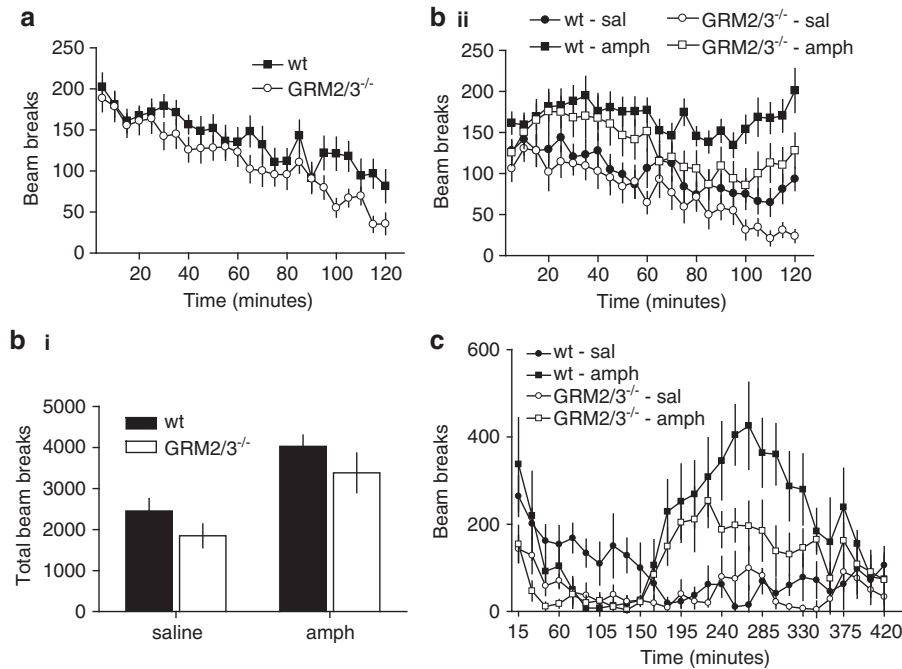 a
250
200
150
100
50
0
Beam breaks
wt
GRM2/3-/-
20 40 60 80 100 120
Time (minutes)
b ii
wt - sal
wt - amph
GRM2/3-/- - sal
GRM2/3-/- - amph
250
200
150
100
50
0
Beam breaks
20 40 60 80 100 120
Time (minutes)
b i
5000
4000
3000
2000
1000
0
Total beam breaks
wt
GRM2/3-/-
saline amph
c
wt - sal
wt - amph
GRM2/3-/- - sal
GRM2/3-/- - amph
600
400
200
0
Beam breaks
15 60 105 150 195 240 285 330 375 420
Time (minutes)